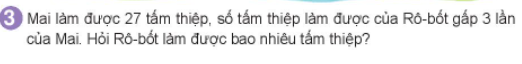 3 Mai làm được 27 tấm thiệp, số tấm thiệp làm được của Rô-bốt gấp 3 lần
của Mai. Hỏi Rô-bốt làm được bao nhiêu tấm thiệp?